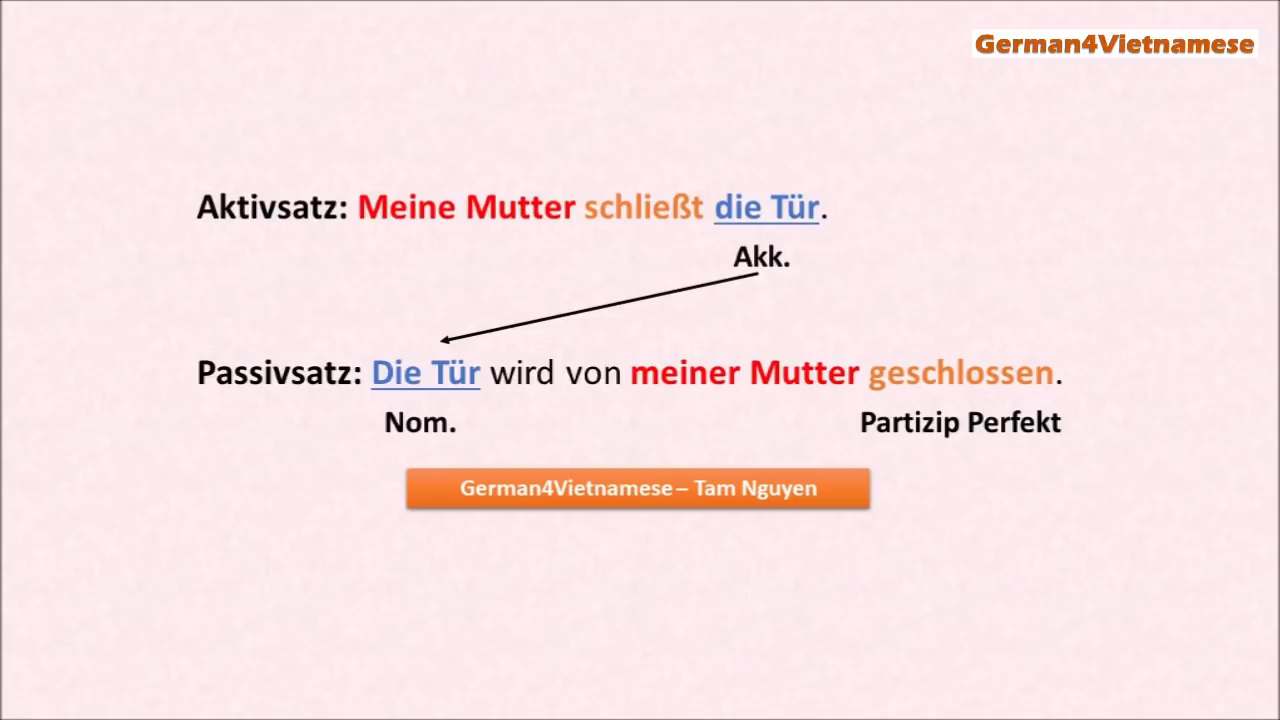 German4Vietnamese
Aktivsatz: Meine Mutter schließt die Tür.
Akk.
Passivsatz: Die Tür wird von meiner Mutter geschlossen.
Nom. Partizip Perfekt
German4Vietnamese – Tam Nguyen